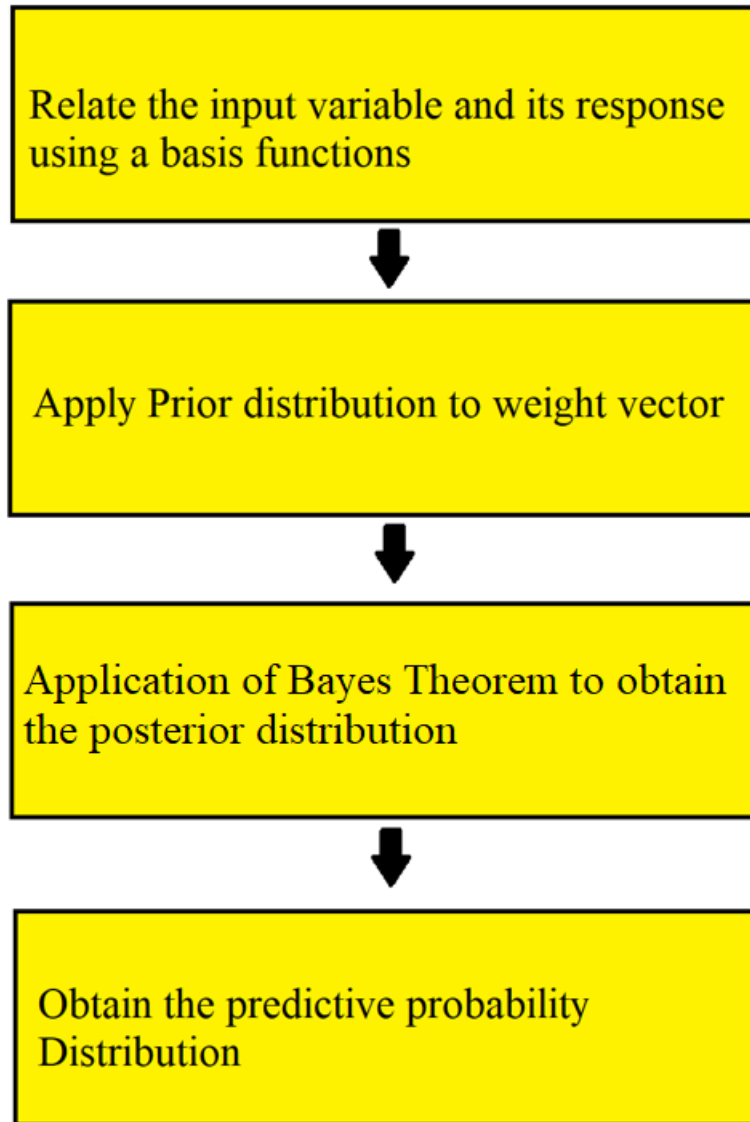 Relate the input variable and its response
using a basis functions
Apply Prior distribution to weight vector
Application of Bayes Theorem to obtain
the posterior distribution
Obtain the predictive probability
Distribution